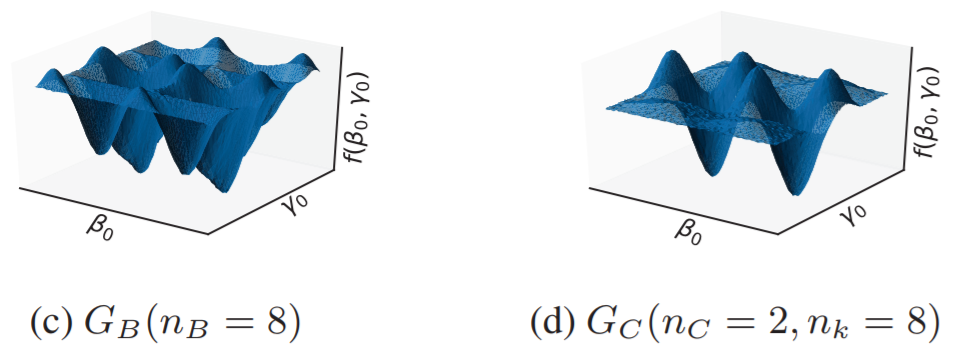 f(β₀, γ₀)
γ₀
β₀
f(β₀, γ₀)
γ₀
β₀
(c) G_B(n_B = 8)
(d) G_C(n_C = 2, n_k = 8)